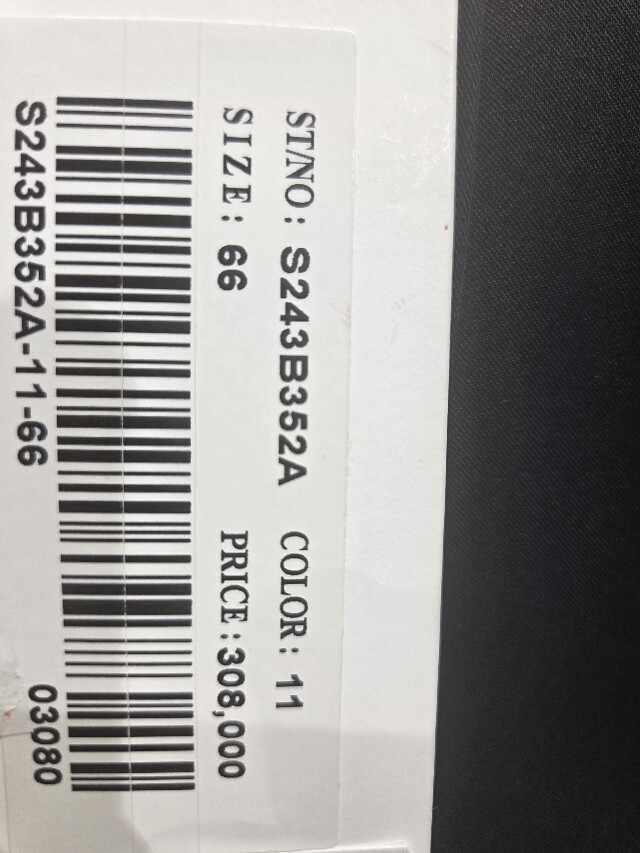 ST/NO: S243B352A COLOR: 11
SIZE: 66 PRICE:308,000
S243B352A-11-66 03080